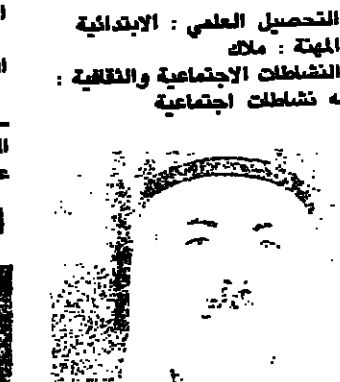 التحصيل العلمي : الابتدائية
المهنة : ملاك
النشاطات الاجتماعية والثقافية :
له نشاطات اجتماعية